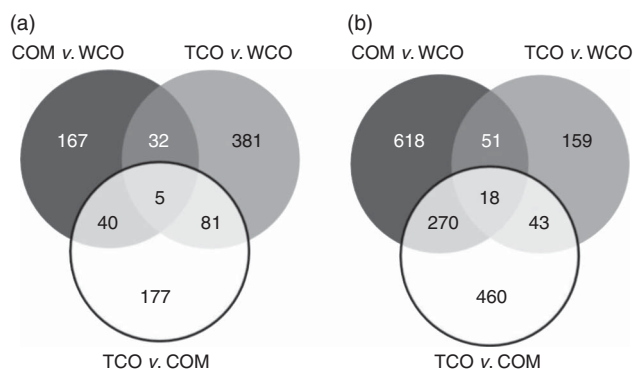 (a)
COM v. WCO
TCO v. WCO
167
32
381
5
40
81
177
TCO v. COM
(b)
COM v. WCO
TCO v. WCO
618
51
159
18
270
43
460
TCO v. COM